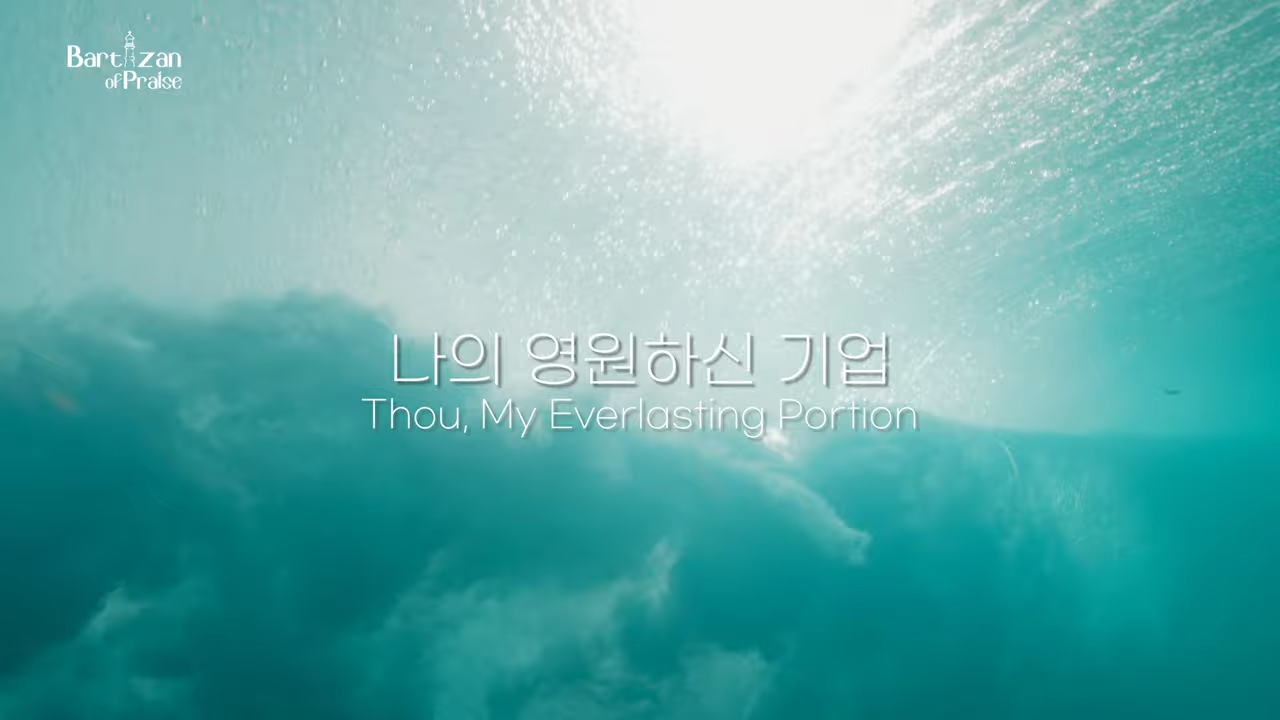 Bartizan
of Praise
나의 영원하신 기업
Thou, My Everlasting Portion